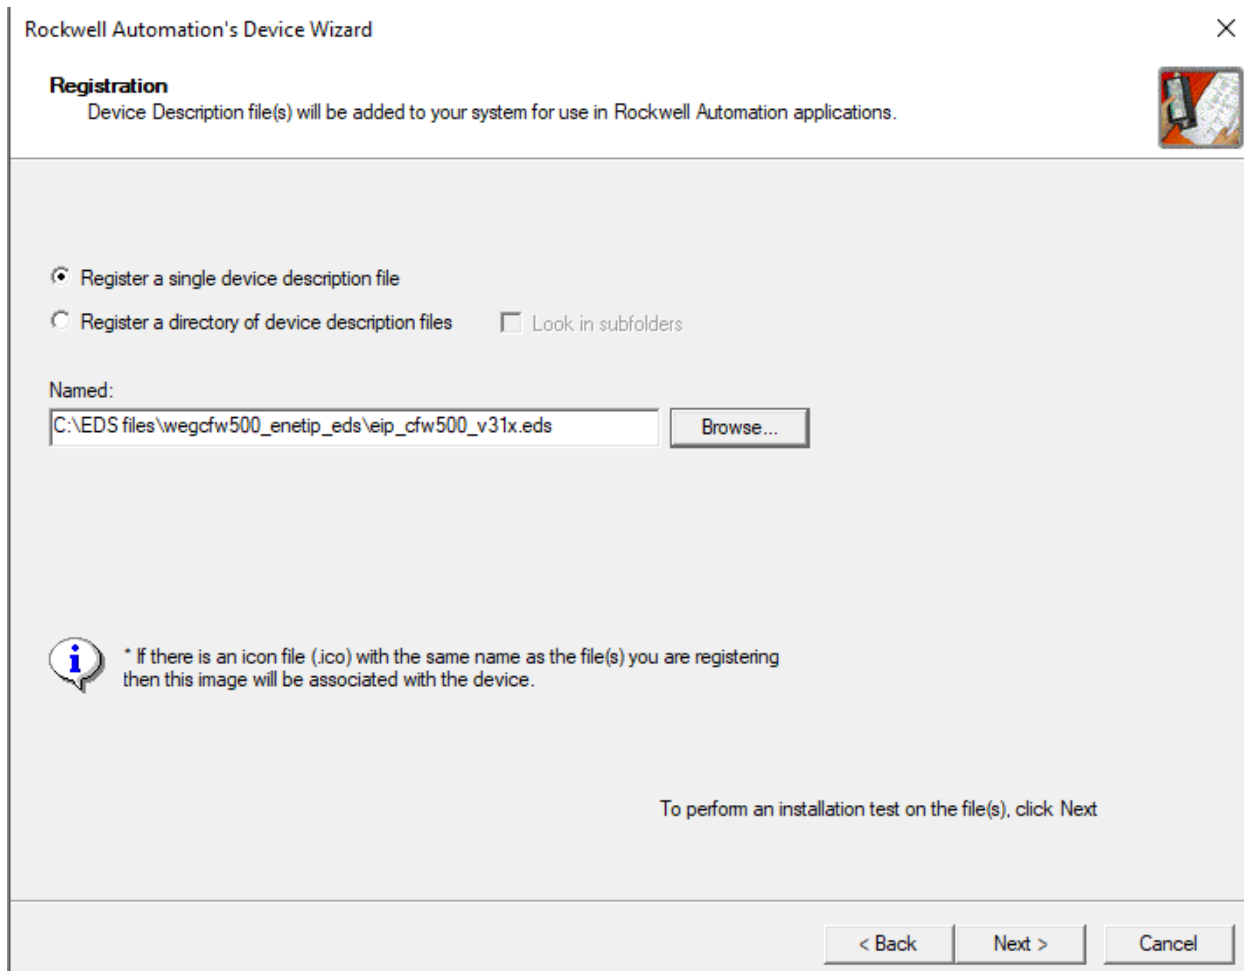 Rockwell Automation's Device Wizard
Registration
Device Description file(s) will be added to your system for use in Rockwell Automation applications.
Register a single device description file
Register a directory of device description files Look in subfolders
Named:
C:\EDS files\wegcfw500_enetip_eds\eip_cfw500_v31x.eds Browse...
* If there is an icon file (.ico) with the same name as the file(s) you are registering
then this image will be associated with the device.
To perform an installation test on the file(s), click Next
< Back Next > Cancel